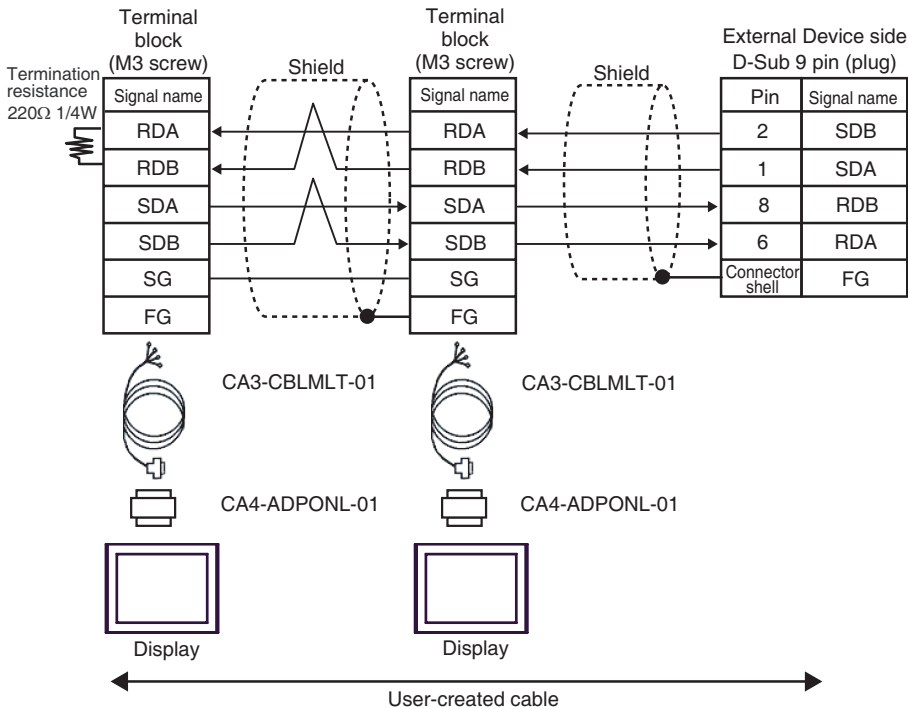 Terminal
block
(M3 screw)
Terminal
block
(M3 screw)
External Device side
D-Sub 9 pin (plug)
Termination
resistance
220Ω 1/4W
Shield
Shield
Signal name
Signal name
Pin
Signal name
RDA
RDA
2
SDB
RDB
RDB
1
SDA
SDA
SDA
8
RDB
SDB
SDB
6
RDA
SG
SG
Connector
shell
FG
FG
FG
CA3-CBLMLT-01
CA3-CBLMLT-01
CA4-ADPONL-01
CA4-ADPONL-01
Display
Display
User-created cable